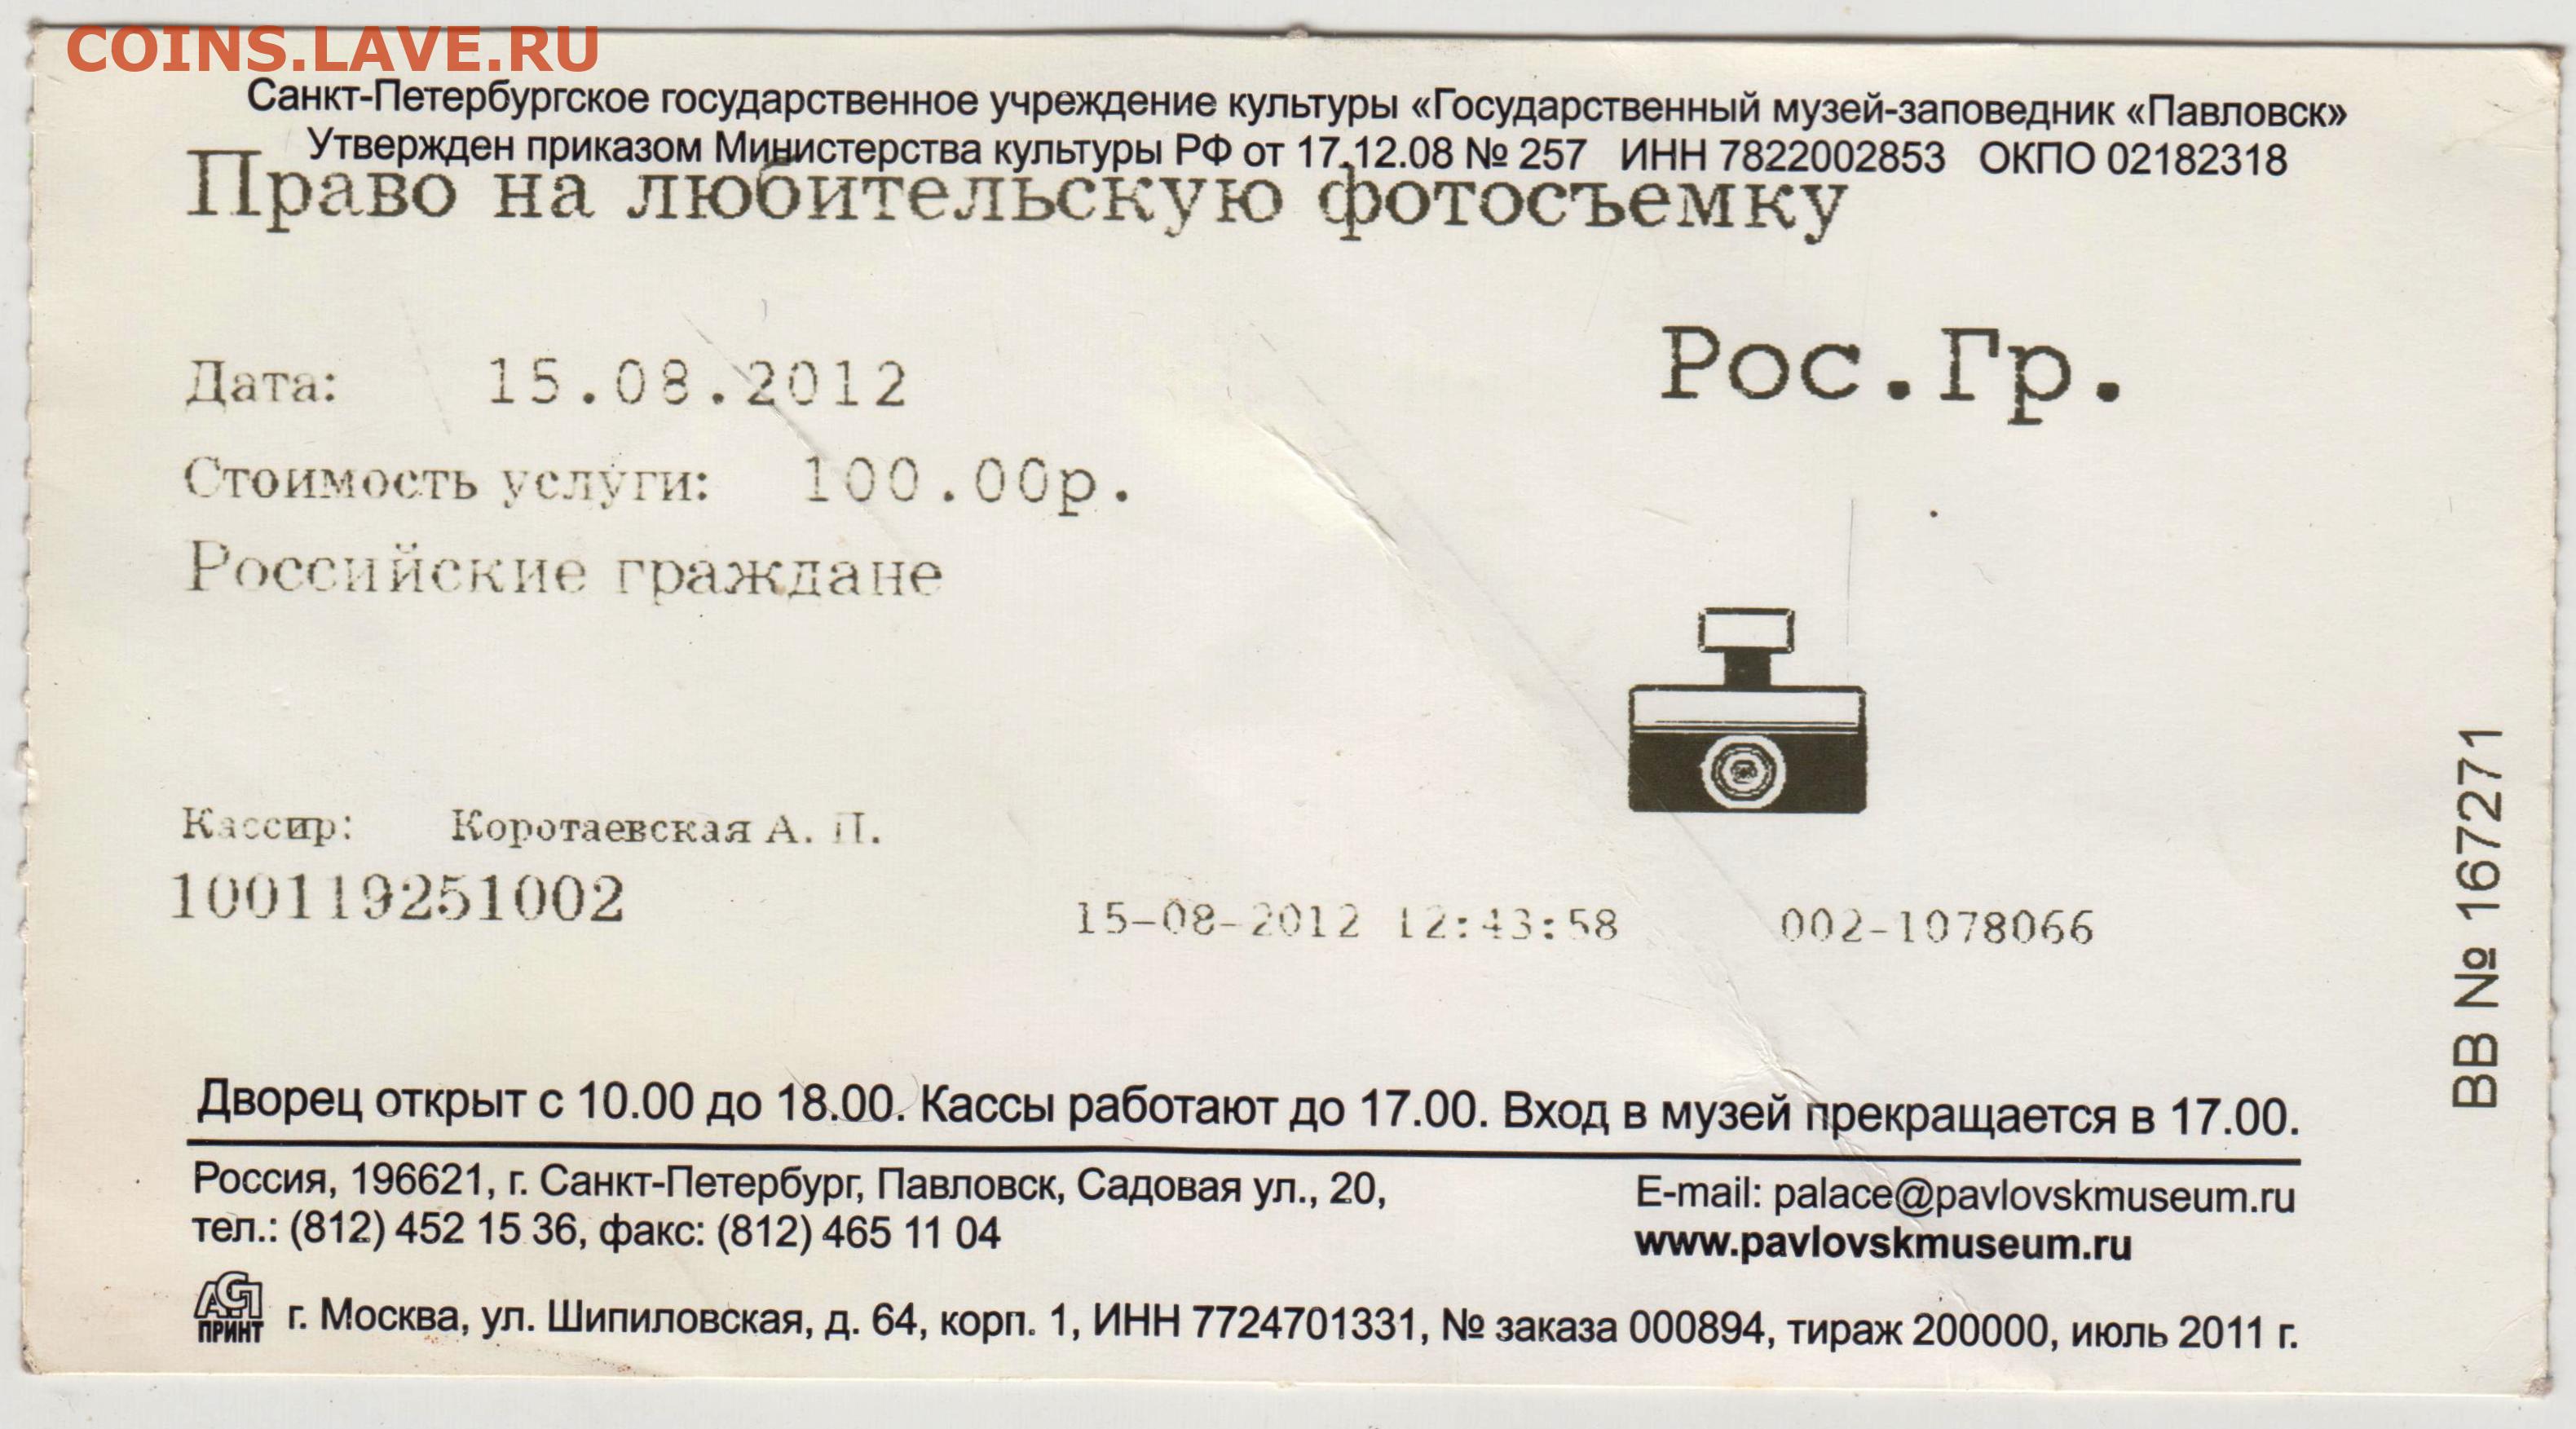 COINS.LAVE.RU
Санкт-Петербургское государственное учреждение культуры «Государственный музей-заповедник «Павловск»
Утвержден приказом Министерства культуры РФ от 17.12.08 № 257 ИНН 7822002853 ОКПО 02182318
Право на любительскую фотосъемку
Рос.Гр.
Дата: 15.08.2012
Стоимость услуги: 100.00р.
Российские граждане
Кассир: Коротаевская А. П.
100119251002
15-08-2012 12:43:58 002-1078066
ВВ № 167271
Дворец открыт с 10.00 до 18.00. Кассы работают до 17.00. Вход в музей прекращается в 17.00.
Россия, 196621, г. Санкт-Петербург, Павловск, Садовая ул., 20,
тел.: (812) 452 15 36, факс: (812) 465 11 04
E-mail: palace@pavlovskmuseum.ru
www.pavlovskmuseum.ru
АСП ПРИНТ г. Москва, ул. Шипиловская, д. 64, корп. 1, ИНН 7724701331, № заказа 000894, тираж 200000, июль 2011 г.